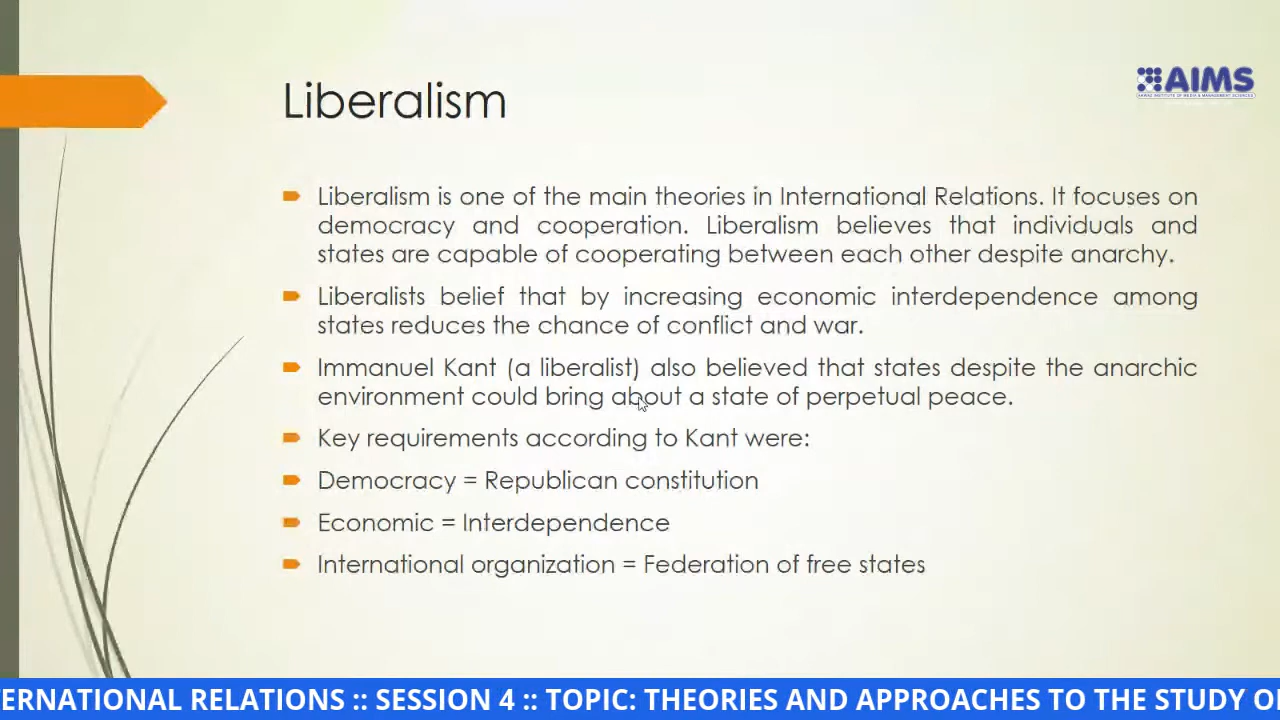 Liberalism
AIMS
Liberalism is one of the main theories in International Relations. It focuses on
democracy and cooperation. Liberalism believes that individuals and
states are capable of cooperating between each other despite anarchy.
Liberalists belief that by increasing economic interdependence among
states reduces the chance of conflict and war.
Immanuel Kant (a liberalist) also believed that states despite the anarchic
environment could bring about a state of perpetual peace.
Key requirements according to Kant were:
Democracy = Republican constitution
Economic = Interdependence
International organization = Federation of free states
ERNATIONAL RELATIONS :: SESSION 4 :: TOPIC: THEORIES AND APPROACHES TO THE STUDY O